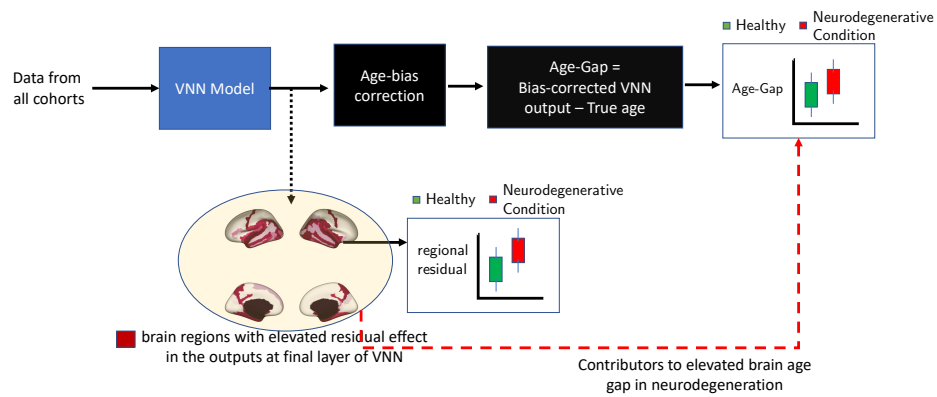 Healthy
Neurodegenerative
Condition
Data from
all cohorts
VNN Model
Age-bias
correction
Age-Gap =
Bias-corrected VNN
output – True age
Age-Gap
Healthy
Neurodegenerative
Condition
regional
residual
brain regions with elevated residual effect
in the outputs at final layer of VNN
Contributors to elevated brain age
gap in neurodegeneration